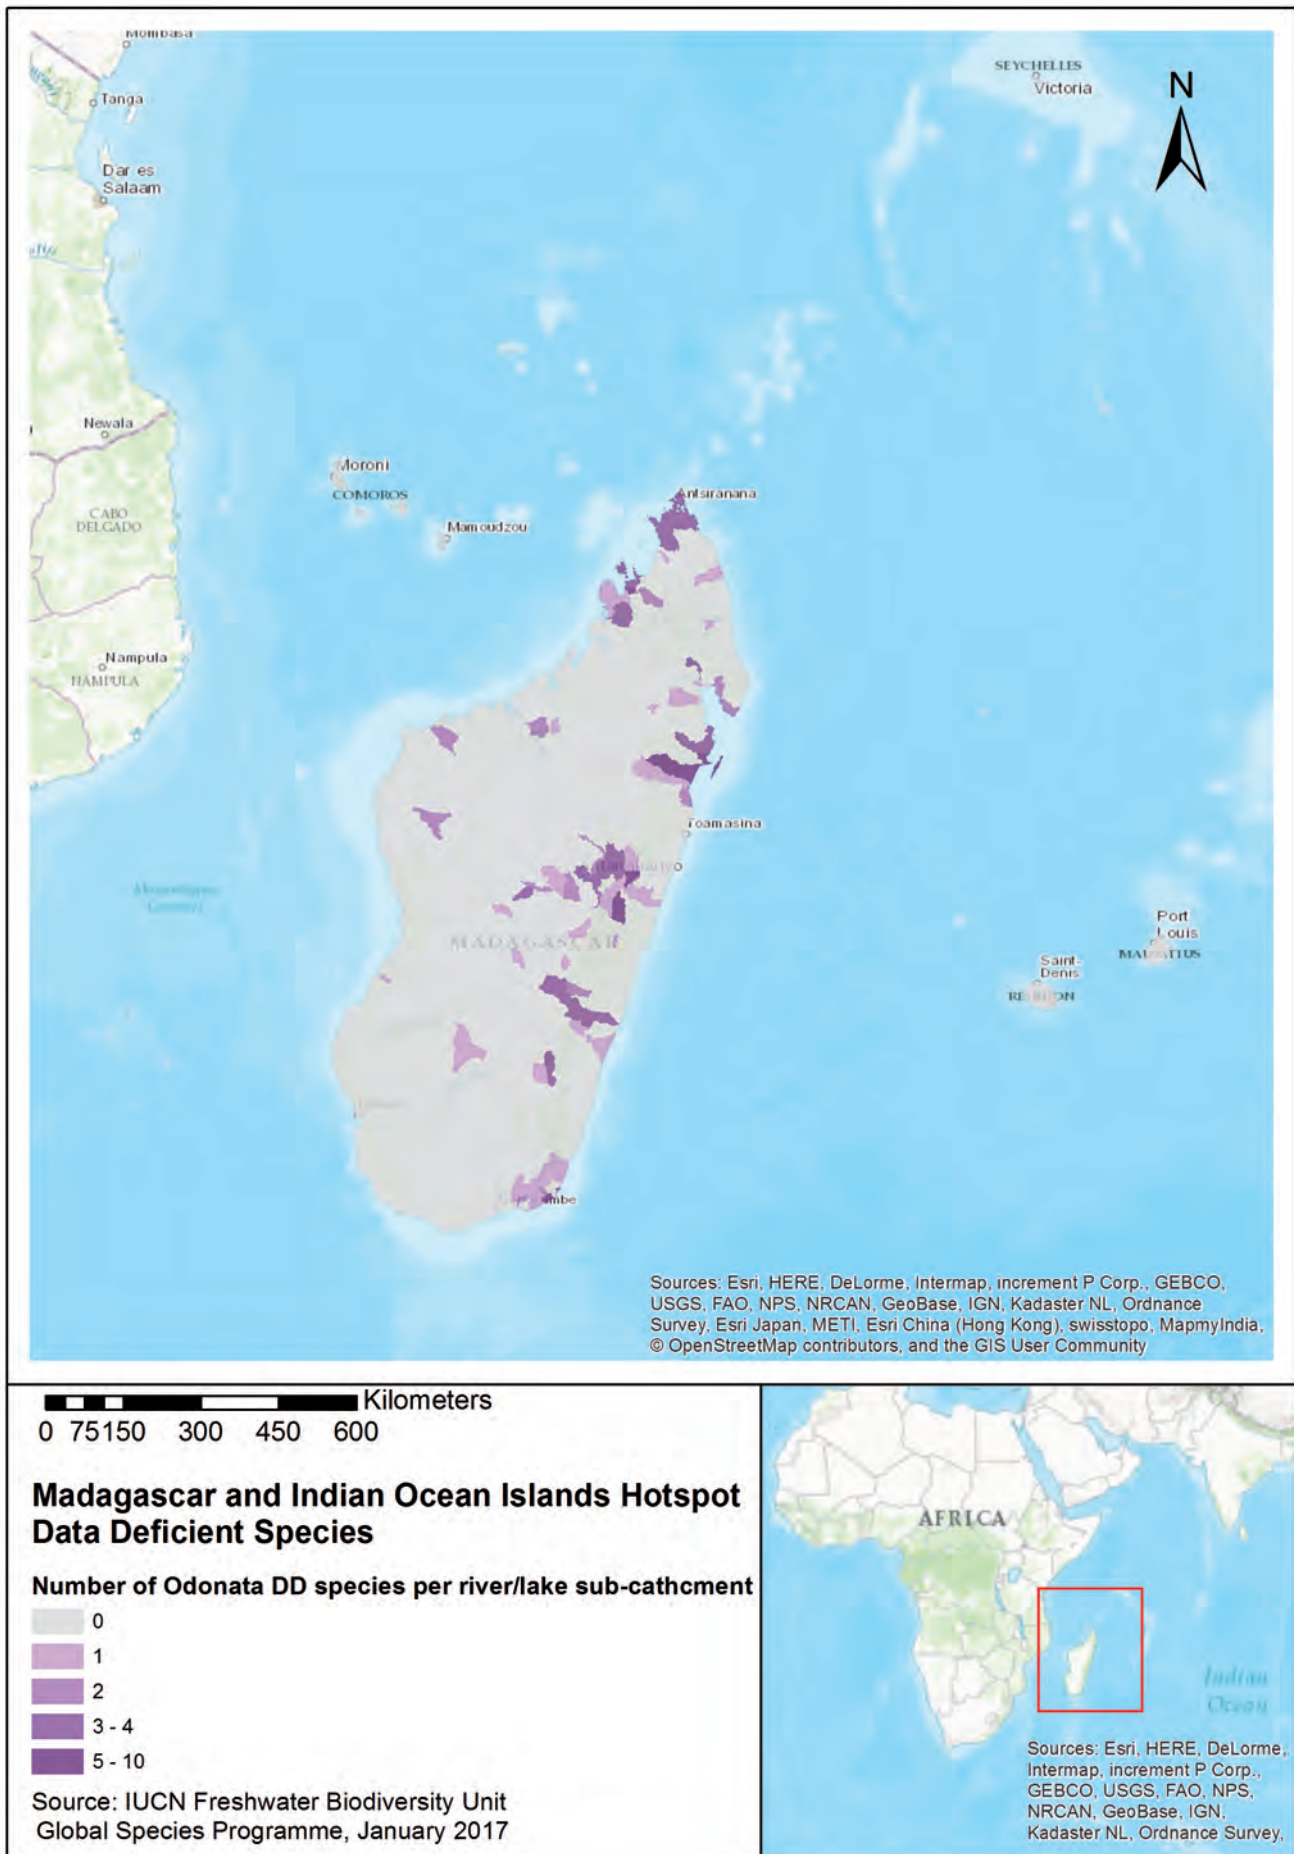 Mombasa
Tanga
Dar es
Salaam
SEYCHELLES
Victoria
N
Newala
CABO
DELGADO
Moroni
COMOROS
Mamoudzou
Antsiranana
Nampula
NAMPULA
Toamasina
MADAGASCAR
Port
Louis
Saint-
Denis
Sources: Esri, HERE, DeLorme, Intermap, increment P Corp., GEBCO,
USGS, FAO, NPS, NRCAN, GeoBase, IGN, Kadaster NL, Ordnance
Survey, Esri Japan, METI, Esri China (Hong Kong), swisstopo, MapmyIndia,
© OpenStreetMap contributors, and the GIS User Community
Kilometers
0 75 150 300 450 600
Madagascar and Indian Ocean Islands Hotspot
Data Deficient Species
Number of Odonata DD species per river/lake sub-cathcment
0
1
2
3 - 4
5 - 10
Source: IUCN Freshwater Biodiversity Unit
Global Species Programme, January 2017
AFRICA
Indian
Ocean
Sources: Esri, HERE, DeLorme,
Intermap, increment P Corp.,
GEBCO, USGS, FAO, NPS,
NRCAN, GeoBase, IGN,
Kadaster NL, Ordnance Survey,